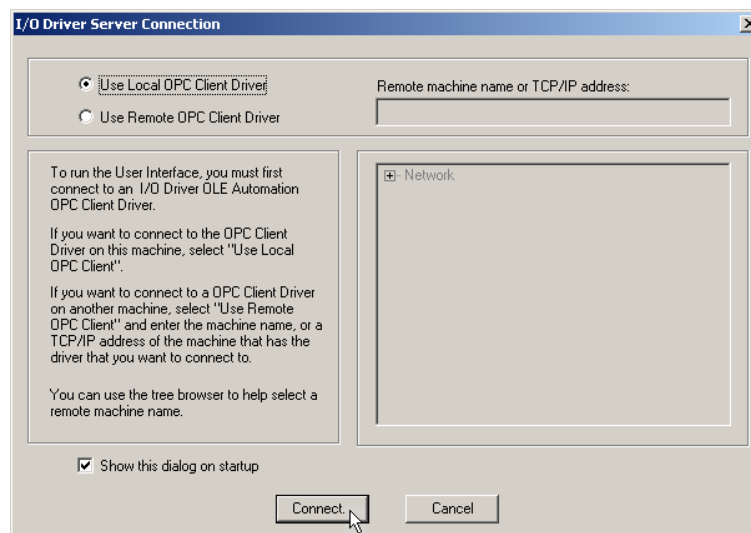 I/O Driver Server Connection
Use Local OPC Client Driver
Use Remote OPC Client Driver
Remote machine name or TCP/IP address:
To run the User Interface, you must first
connect to an I/O Driver OLE Automation
OPC Client Driver.
If you want to connect to the OPC Client
Driver on this machine, select "Use Local
OPC Client".
If you want to connect to a OPC Client Driver
on another machine, select "Use Remote
OPC Client" and enter the machine name, or a
TCP/IP address of the machine that has the
driver that you want to connect to.
You can use the tree browser to help select a
remote machine name.
Network
Show this dialog on startup
Connect.
Cancel